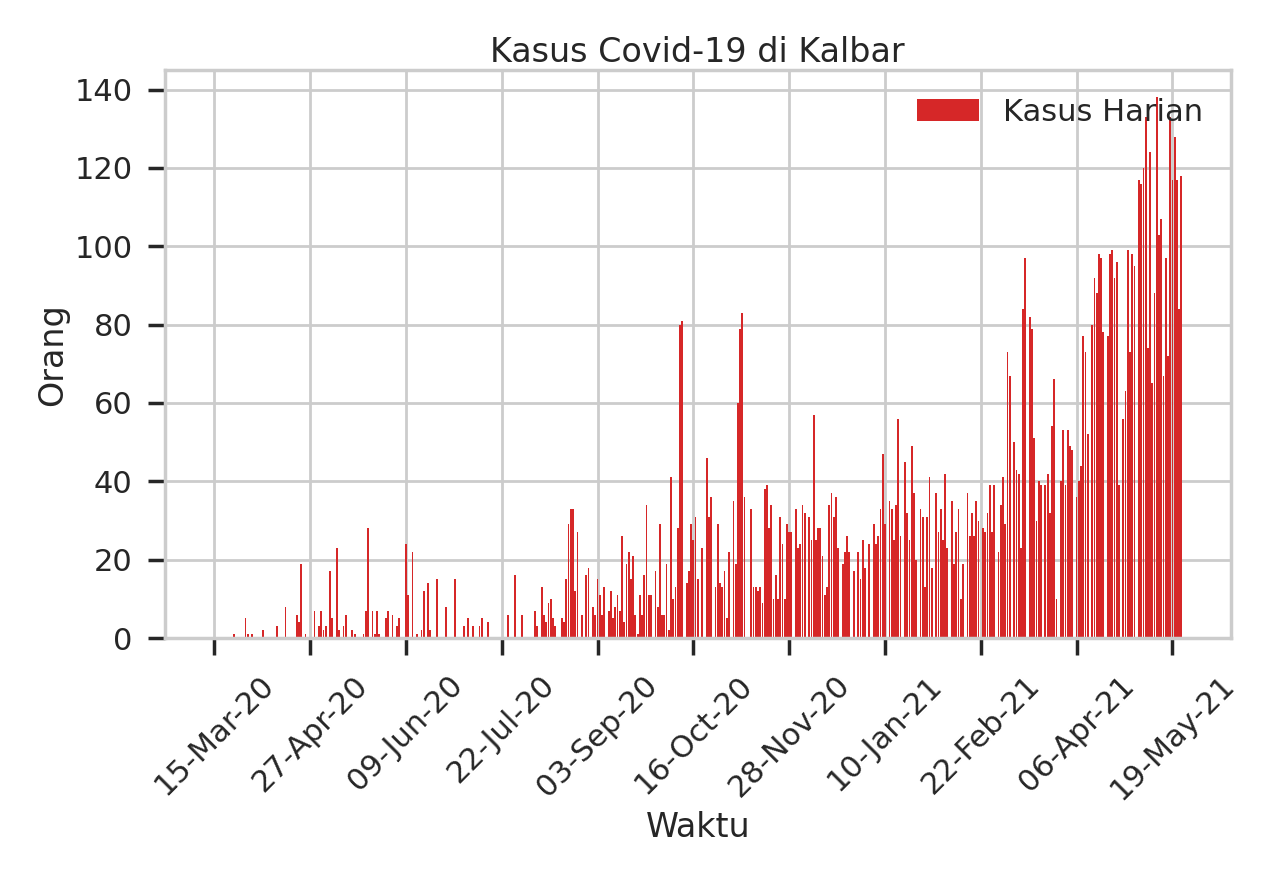 Kasus Covid-19 di Kalbar
Kasus Harian
Orang
140
120
100
80
60
40
20
0
15-Mar-20
27-Apr-20
09-Jun-20
22-Jul-20
03-Sep-20
16-Oct-20
28-Nov-20
10-Jan-21
22-Feb-21
06-Apr-21
19-May-21
Waktu